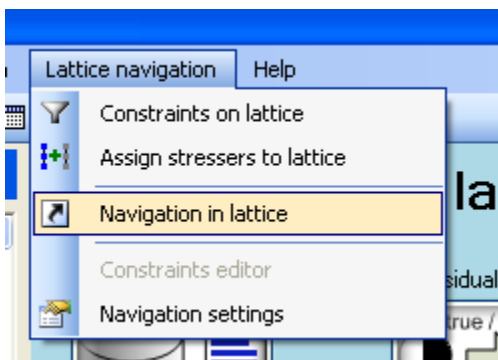 Lattice navigation Help
Constraints on lattice
Assign stressers to lattice
la
Navigation in lattice
Constraints editor
sidual
Navigation settings
true /